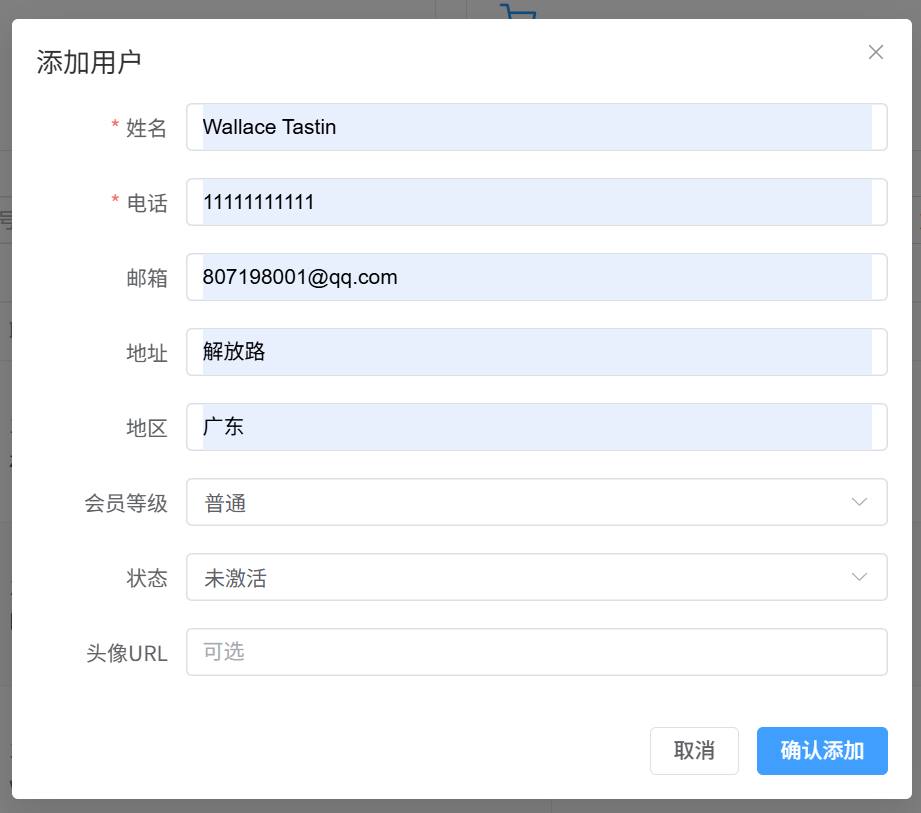 添加用户
* 姓名 Wallace Tastin
* 电话 11111111111
邮箱 807198001@qq.com
地址 解放路
地区 广东
会员等级 普通
状态 未激活
头像URL 可选
取消 确认添加